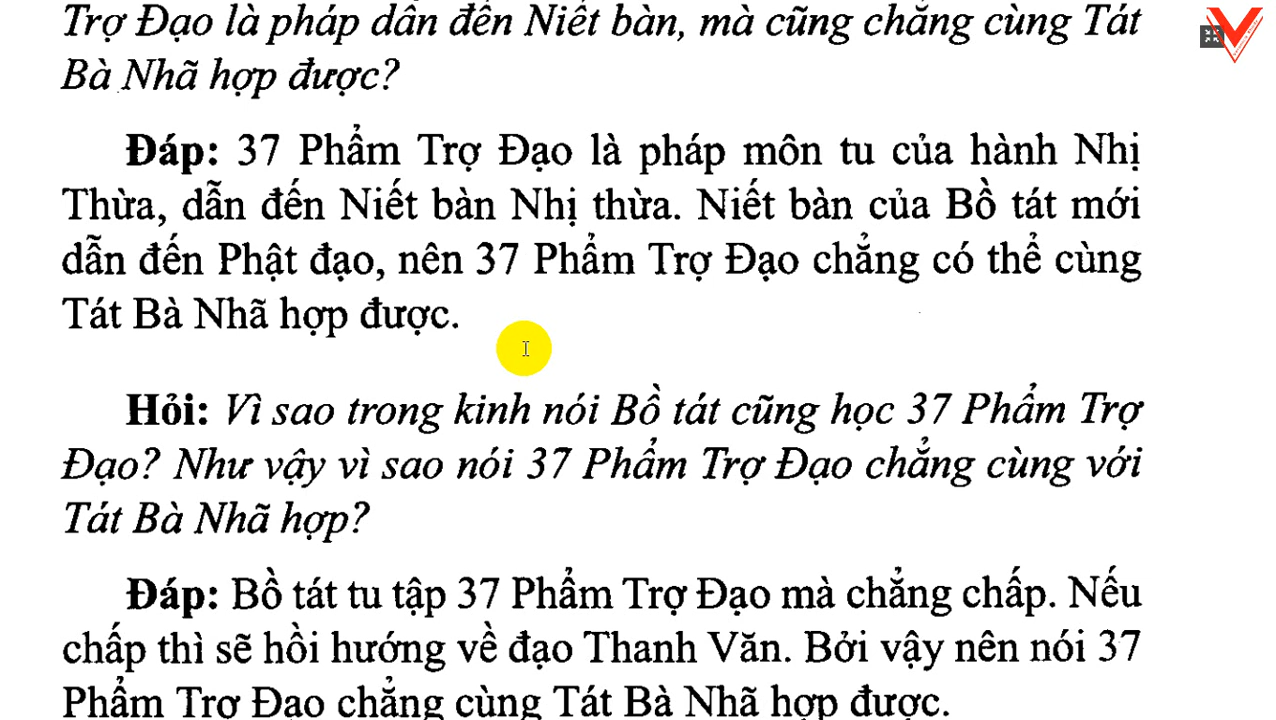 Trợ Đạo là pháp dẫn đến Niết bàn, mà cũng chẳng cùng Tát
Bà Nhã hợp được?
Đáp: 37 Phẩm Trợ Đạo là pháp môn tu của hành Nhị
Thừa, dẫn đến Niết bàn Nhị thừa. Niết bàn của Bồ tát mới
dẫn đến Phật đạo, nên 37 Phẩm Trợ Đạo chẳng có thể cùng
Tát Bà Nhã hợp được.
Hỏi: Vì sao trong kinh nói Bồ tát cũng học 37 Phẩm Trợ
Đạo? Như vậy vì sao nói 37 Phẩm Trợ Đạo chẳng cùng với
Tát Bà Nhã hợp?
Đáp: Bồ tát tu tập 37 Phẩm Trợ Đạo mà chẳng chấp. Nếu
chấp thì sẽ hồi hướng về đạo Thanh Văn. Bởi vậy nên nói 37
Phẩm Trợ Đạo chẳng cùng Tát Bà Nhã hợp được.